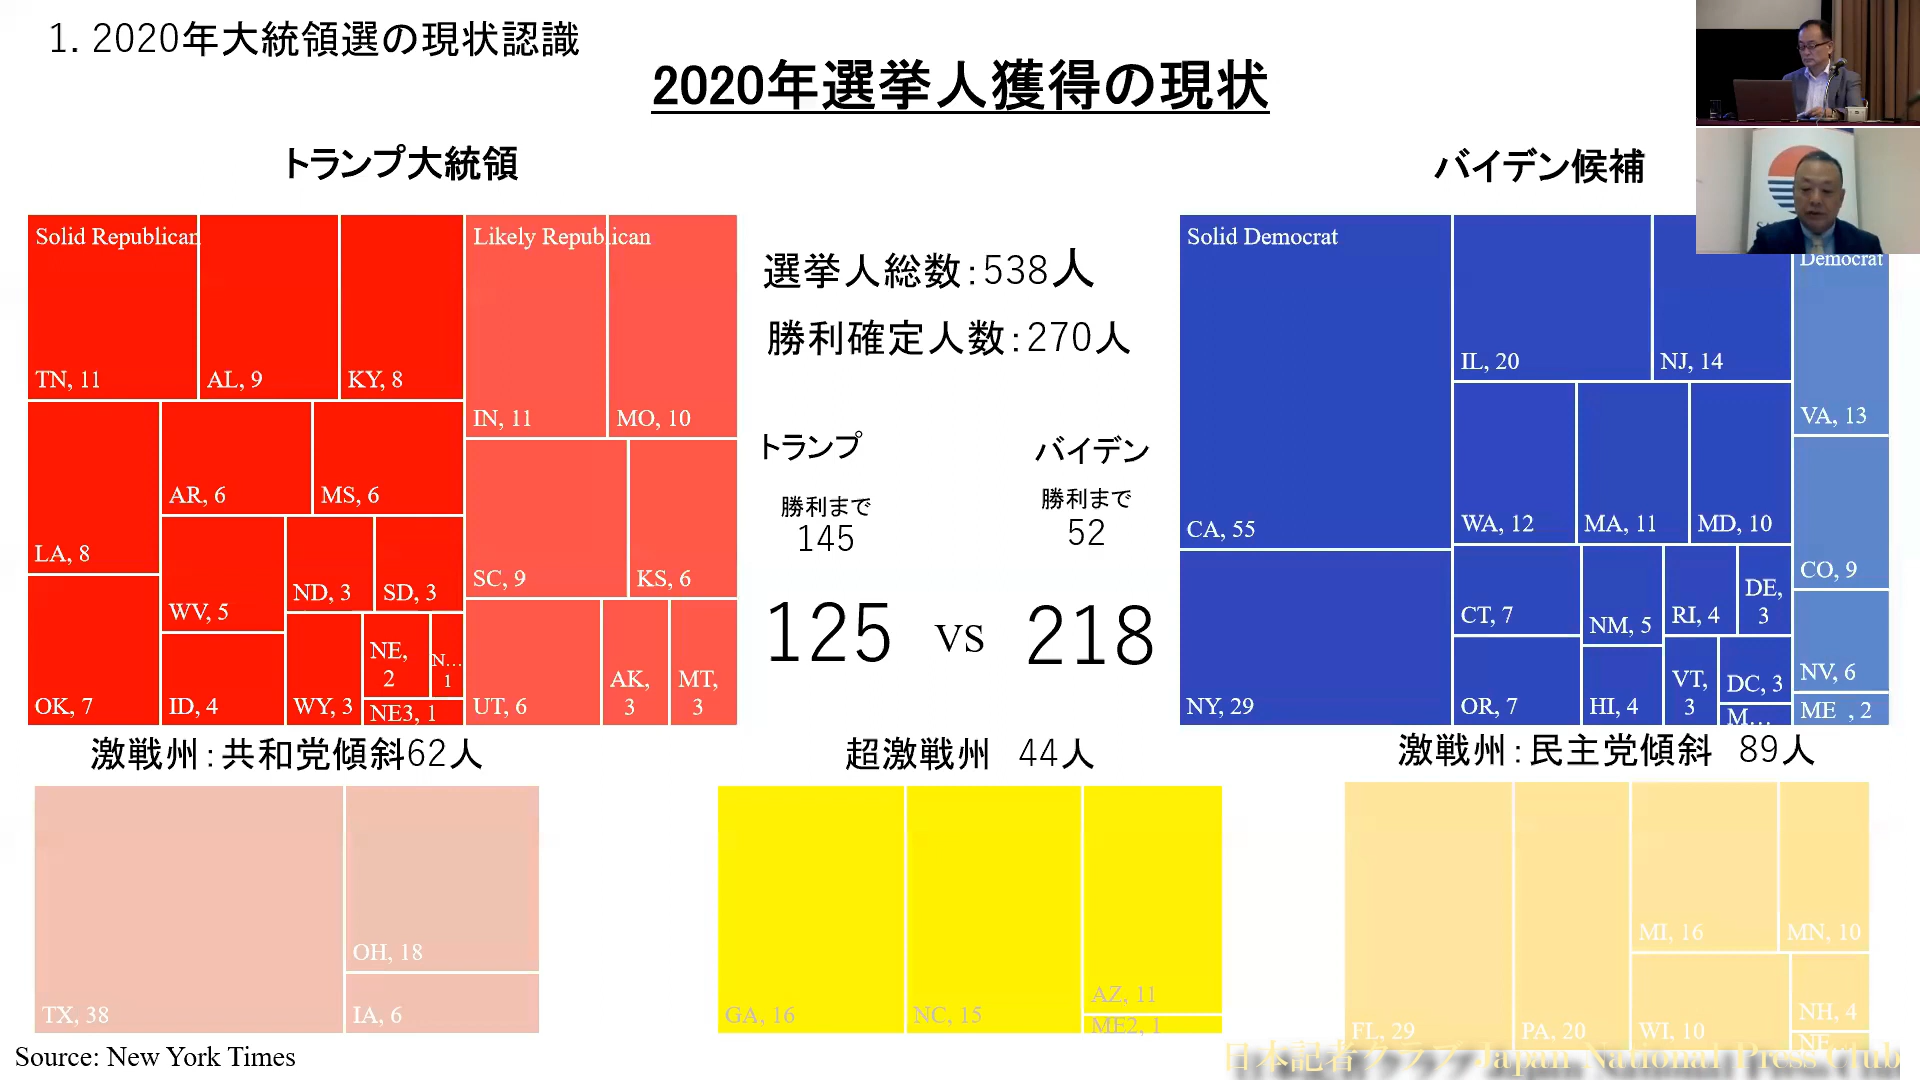 1. 2020年大統領選の現状認識
2020年選挙人獲得の現状
トランプ大統領
バイデン候補
Solid Republican
TN, 11
AL, 9
KY, 8
LA, 8
AR, 6
MS, 6
OK, 7
WV, 5
ND, 3
SD, 3
ID, 4
WY, 3
NE, 2
N... 1
NE3, 1
Likely Republican
IN, 11
MO, 10
SC, 9
KS, 6
UT, 6
AK, 3
MT, 3
選挙人総数：538人
勝利確定人数：270人
トランプ
バイデン
勝利まで
145
勝利まで
52
125 vs 218
Solid Democrat
CA, 55
NY, 29
IL, 20
NJ, 14
WA, 12
MA, 11
MD, 10
CT, 7
OR, 7
NM, 5
HI, 4
RI, 4
DE, 3
VT, 3
DC, 3
M...
Democrat
VA, 13
CO, 9
NV, 6
ME , 2
激戦州：共和党傾斜62人
TX, 38
OH, 18
IA, 6
超激戦州 44人
GA, 16
NC, 15
AZ, 11
ME2, 1
激戦州：民主党傾斜 89人
FL, 29
PA, 20
MI, 16
MN, 10
WI, 10
NH, 4
Source: New York Times
日本記者クラブ Japan National Press Club